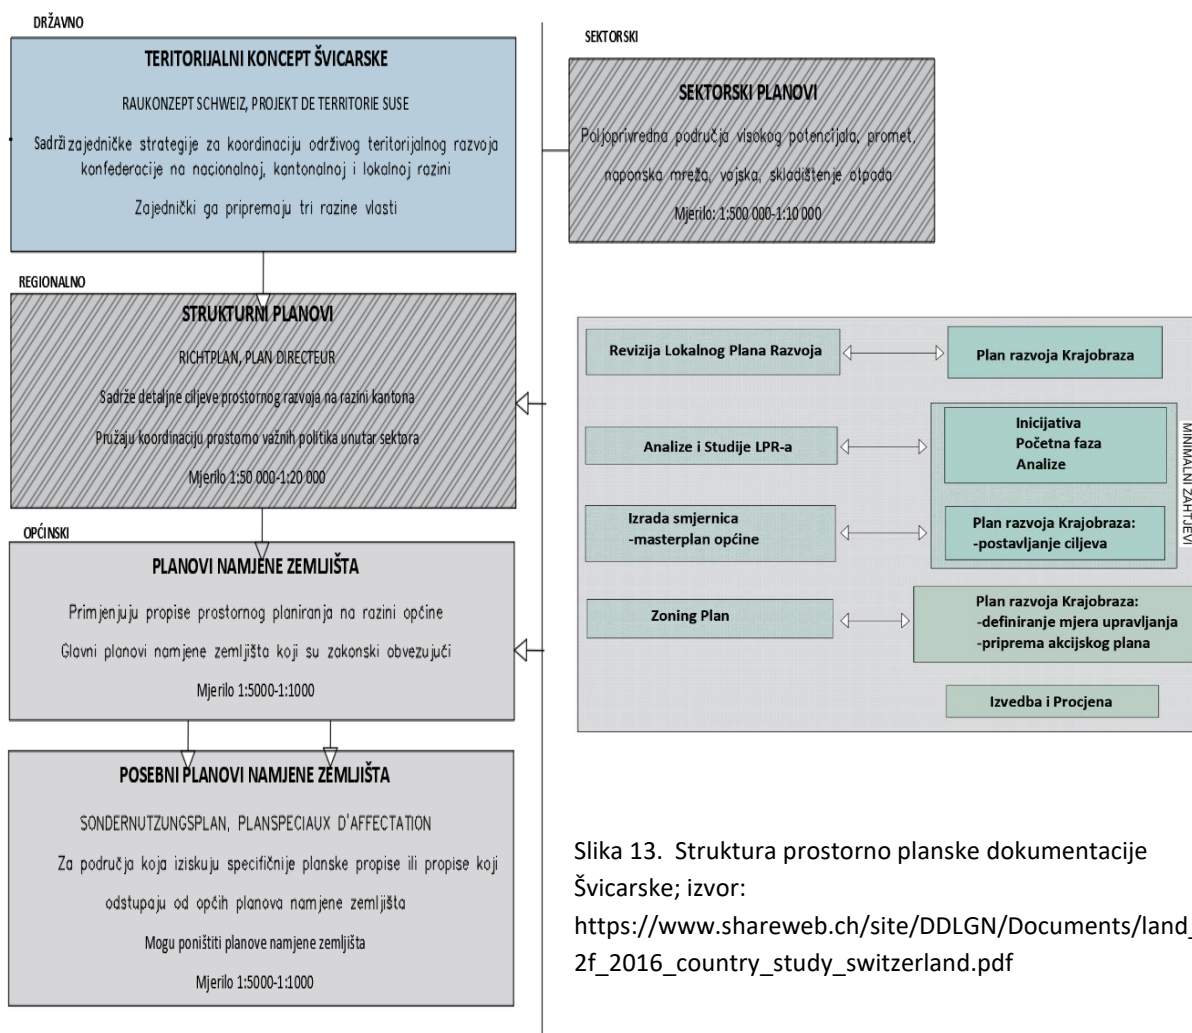 DRŽAVNO
TERITORIJALNI KONCEPT ŠVICARSKE
RAUKONZEPT SCHWEIZ, PROJEKT DE TERRITORIE SUSE
Sadrži zajedničke strategije za koordinaciju održivog teritorijalnog razvoja
konfederacije na nacionalnoj, kantonalnoj i lokalnoj razini
Zajednički ga pripremaju tri razine vlasti
REGIONALNO
STRUKTURNI PLANOVI
RICHTPLAN, PLAN DIRECTEUR
Sadrže detaljne ciljeve prostornog razvoja na razini kantona
Pružaju koordinaciju prostorno važnih politika unutar sektora
Mjerilo 1:50 000-1:20 000
OPĆINSKI
PLANOVI NAMJENE ZEMLJIŠTA
Primjenjuju propise prostornog planiranja na razini općine
Glavni planovi namjene zemljišta koji su zakonski obvezujući
Mjerilo 1:5000-1:1000
POSEBNI PLANOVI NAMJENE ZEMLJIŠTA
SONDERNUTZUNGSPLAN, PLANSPECIAUX D'AFFECTATION
Za područja koja iziskuju specifičnije planske propise ili propise koji
odstupaju od općih planova namjene zemljišta
Mogu poništiti planove namjene zemljišta
Mjerilo 1:5000-1:1000
SEKTORSKI
SEKTORSKI PLANOVI
Poljoprivredna područja visokog potencijala, promet,
naponska mreža, vojska, skladištenje otpada
Mjerilo: 1:500 000-1:10 000
Revizija Lokalnog Plana Razvoja
Plan razvoja Krajobraza
Analize i Studije LPR-a
Inicijativa
Početna faza
Analize
Izrada smjernica
-masterplan općine
Plan razvoja Krajobraza:
-postavljanje ciljeva
MINIMALNI ZAHTJEVI
Zoning Plan
Plan razvoja Krajobraza:
-definiranje mjera upravljanja
-priprema akcijskog plana
Izvedba i Procjena
Slika 13. Struktura prostorno planske dokumentacije
Švicarske; izvor:
https://www.shareweb.ch/site/DDLGN/Documents/land_
2f_2016_country_study_switzerland.pdf